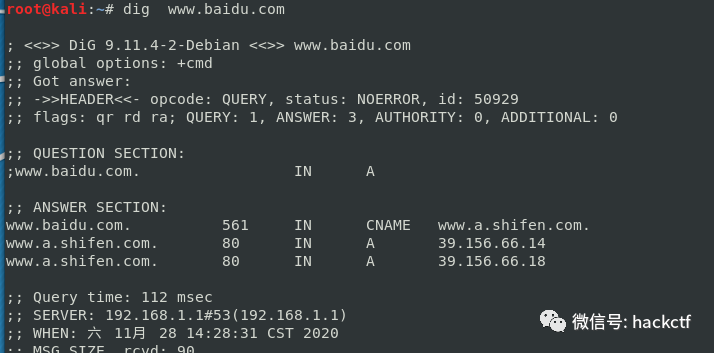 root@kali:~# dig  www.baidu.com
; <<>> DiG 9.11.4-2-Debian <<>> www.baidu.com
;; global options: +cmd
;; Got answer:
;; ->>HEADER<<- opcode: QUERY, status: NOERROR, id: 50929
;; flags: qr rd ra; QUERY: 1, ANSWER: 3, AUTHORITY: 0, ADDITIONAL: 0
;; QUESTION SECTION:
;www.baidu.com. IN A
;; ANSWER SECTION:
www.baidu.com. 561 IN CNAME www.a.shifen.com.
www.a.shifen.com. 80 IN A 39.156.66.14
www.a.shifen.com. 80 IN A 39.156.66.18
;; Query time: 112 msec
;; SERVER: 192.168.1.1#53(192.168.1.1)
;; WHEN: 六 11月 28 14:28:31 CST 2020
;; MSG SIZE  rcvd: 90
微信号: hackctf